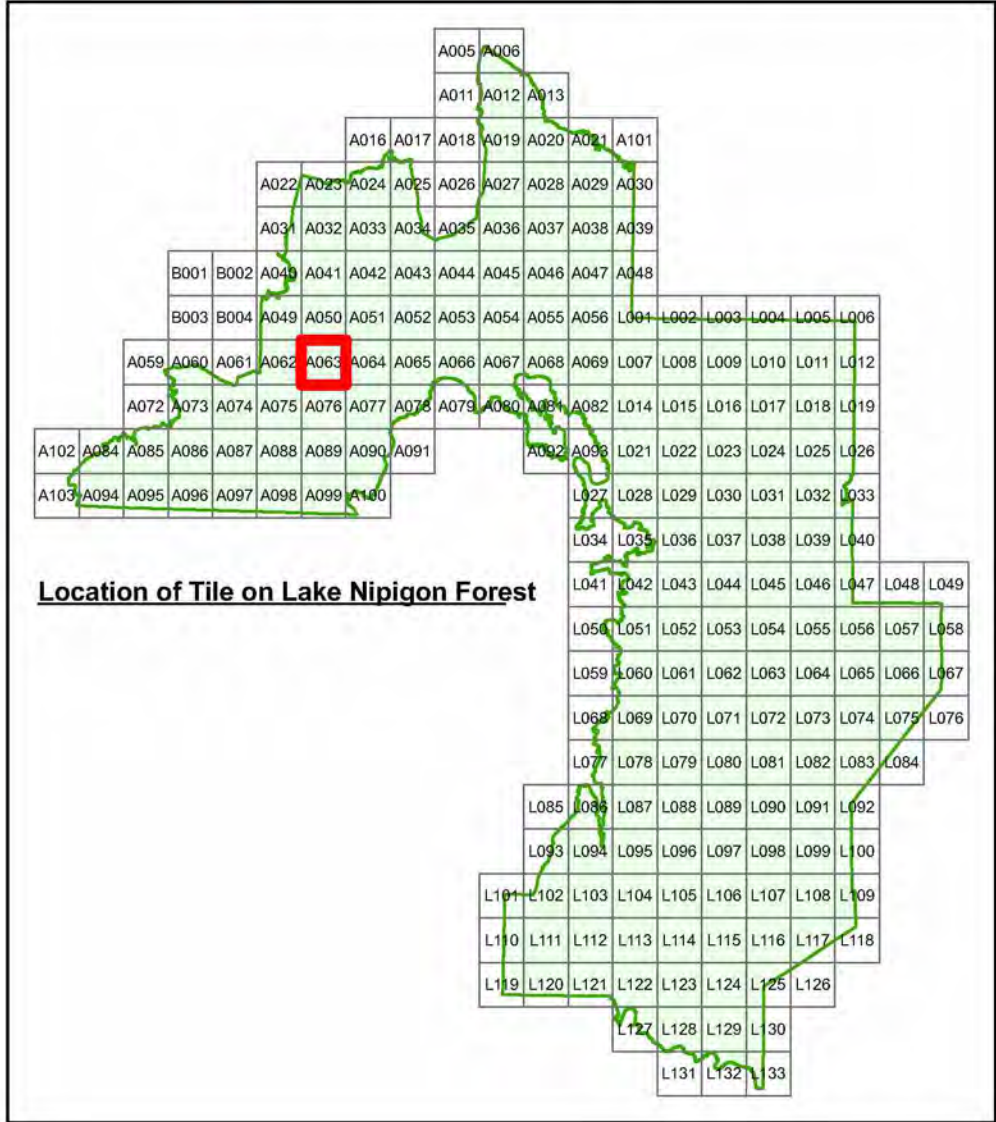 A005 A006
A011 A012 A013
A016 A017 A018 A019 A020 A021 A101
A022 A023 A024 A025 A026 A027 A028 A029 A030
A031 A032 A033 A034 A035 A036 A037 A038 A039
B001 B002 A040 A041 A042 A043 A044 A045 A046 A047 A048
B003 B004 A049 A050 A051 A052 A053 A054 A055 A056 L001 L002 L003 L004 L005 L006
A059 A060 A061 A062 A063 A064 A065 A066 A067 A068 A069 L007 L008 L009 L010 L011 L012
A072 A073 A074 A075 A076 A077 A078 A079 A080 A081 A082 L014 L015 L016 L017 L018 L019
A102 A084 A085 A086 A087 A088 A089 A090 A091 A092 A093 L021 L022 L023 L024 L025 L026
A103 A094 A095 A096 A097 A098 A099 A100 L027 L028 L029 L030 L031 L032 L033
L034 L035 L036 L037 L038 L039 L040
Location of Tile on Lake Nipigon Forest
L041 L042 L043 L044 L045 L046 L047 L048 L049
L050 L051 L052 L053 L054 L055 L056 L057 L058
L059 L060 L061 L062 L063 L064 L065 L066 L067
L068 L069 L070 L071 L072 L073 L074 L075 L076
L077 L078 L079 L080 L081 L082 L083 L084
L085 L086 L087 L088 L089 L090 L091 L092
L093 L094 L095 L096 L097 L098 L099 L100
L101 L102 L103 L104 L105 L106 L107 L108 L109
L110 L111 L112 L113 L114 L115 L116 L117 L118
L119 L120 L121 L122 L123 L124 L125 L126
L127 L128 L129 L130
L131 L132 L133